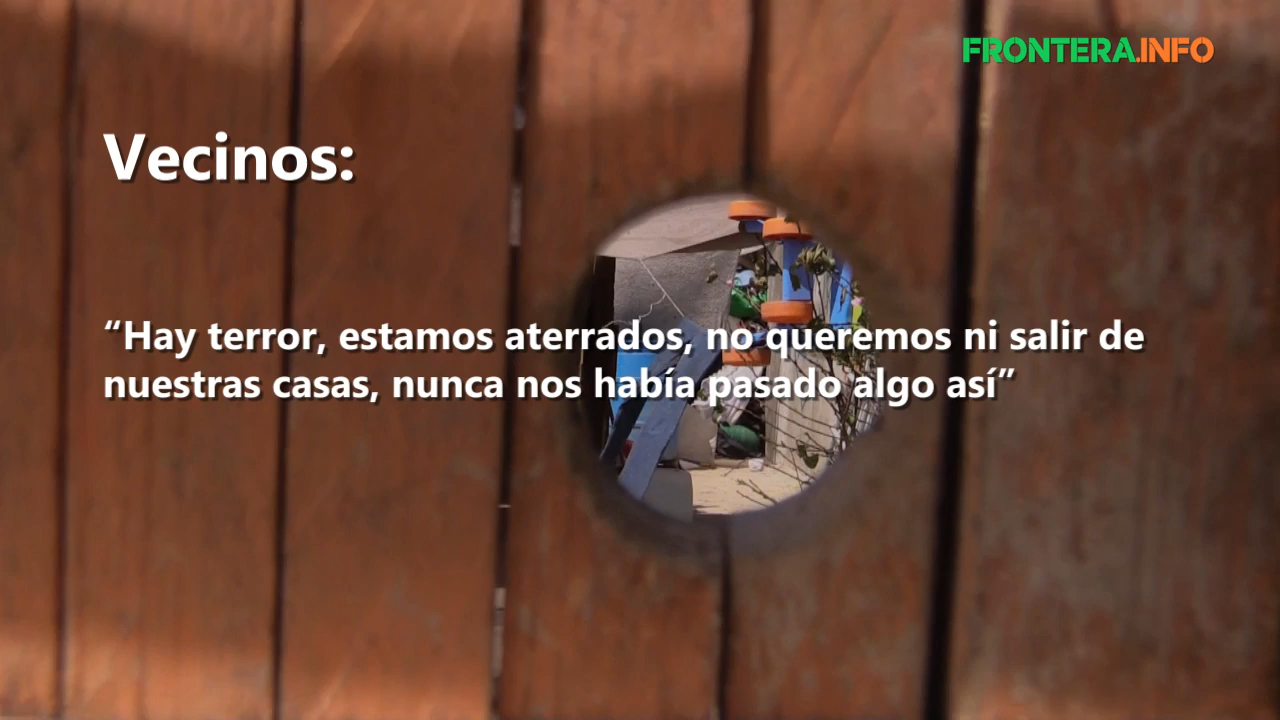 FRONTERA.INFO
Vecinos:
“Hay terror, estamos aterrados, no queremos ni salir de
nuestras casas, nunca nos había pasado algo así”